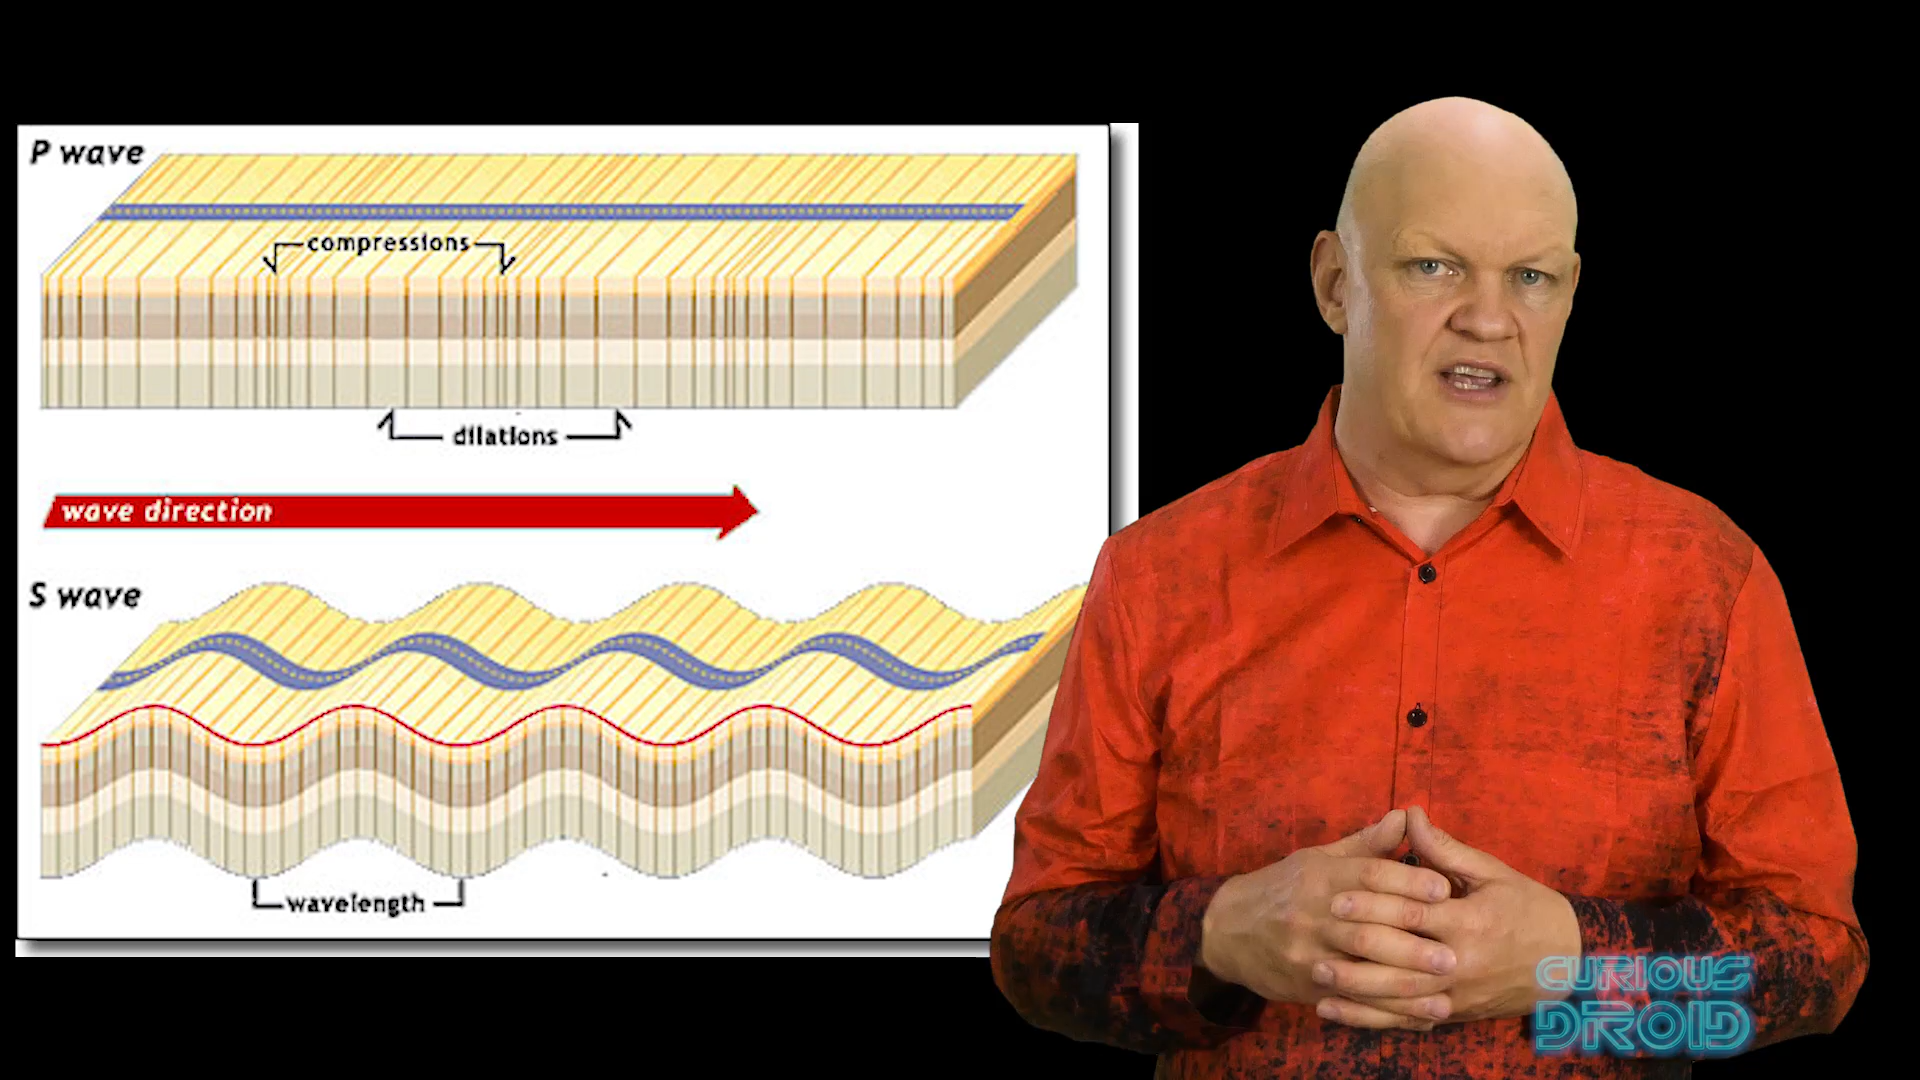 P wave
compressions
dilations
wave direction
S wave
wavelength
CURIOUS
DROID